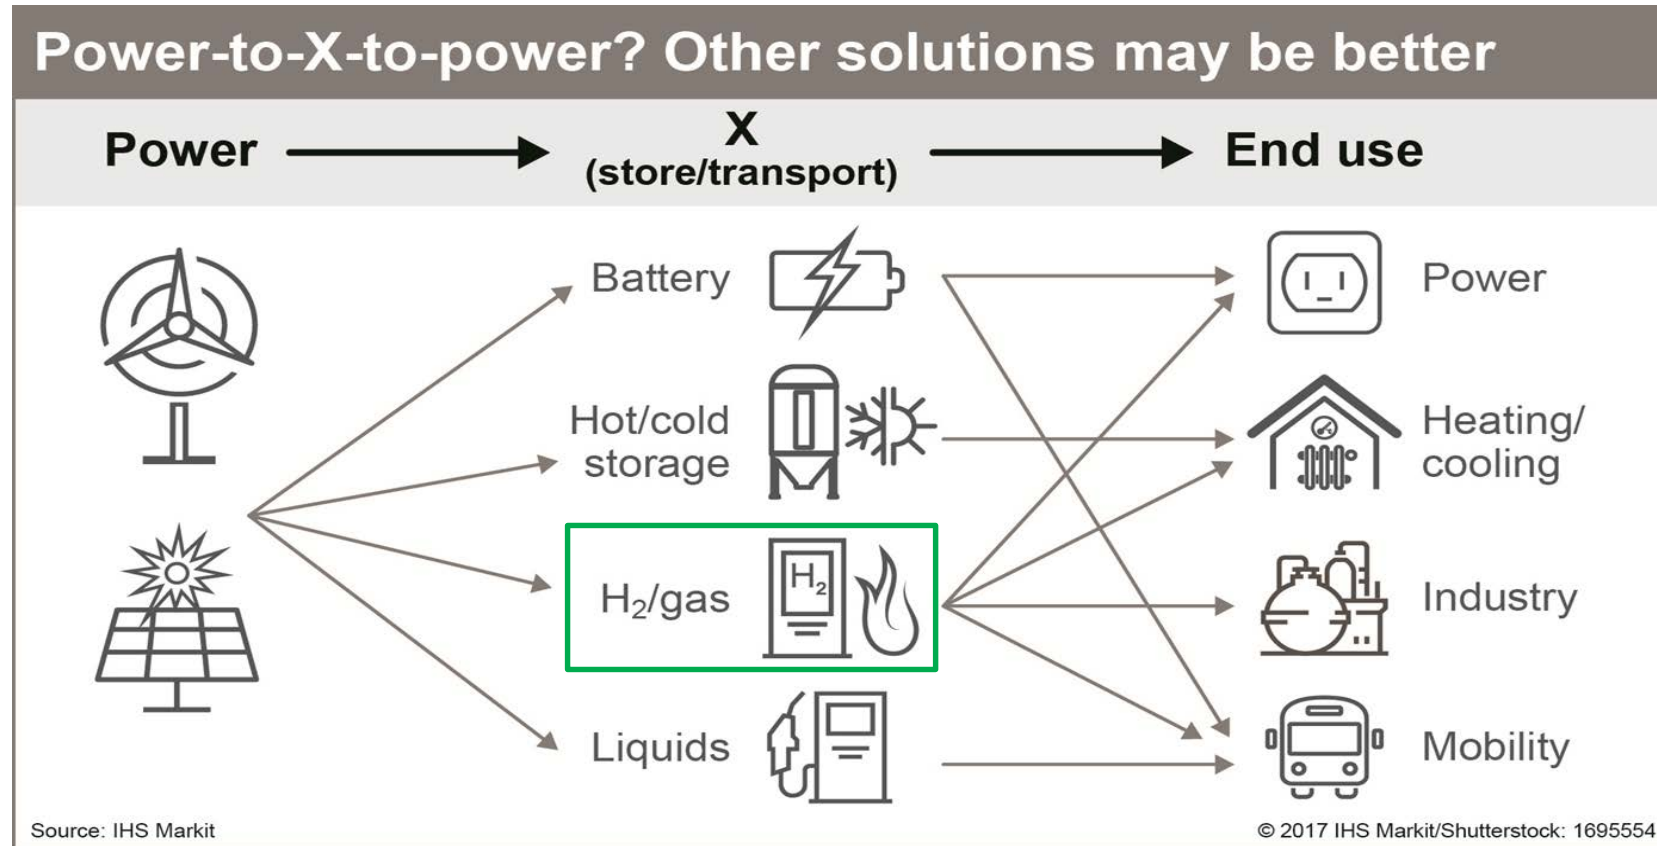 Power-to-X-to-power? Other solutions may be better
Power
X
(store/transport)
End use
Battery
Power
Hot/cold
storage
Heating/
cooling
H₂/gas
H₂
Industry
Liquids
Mobility
Source: IHS Markit
© 2017 IHS Markit/Shutterstock: 1695554